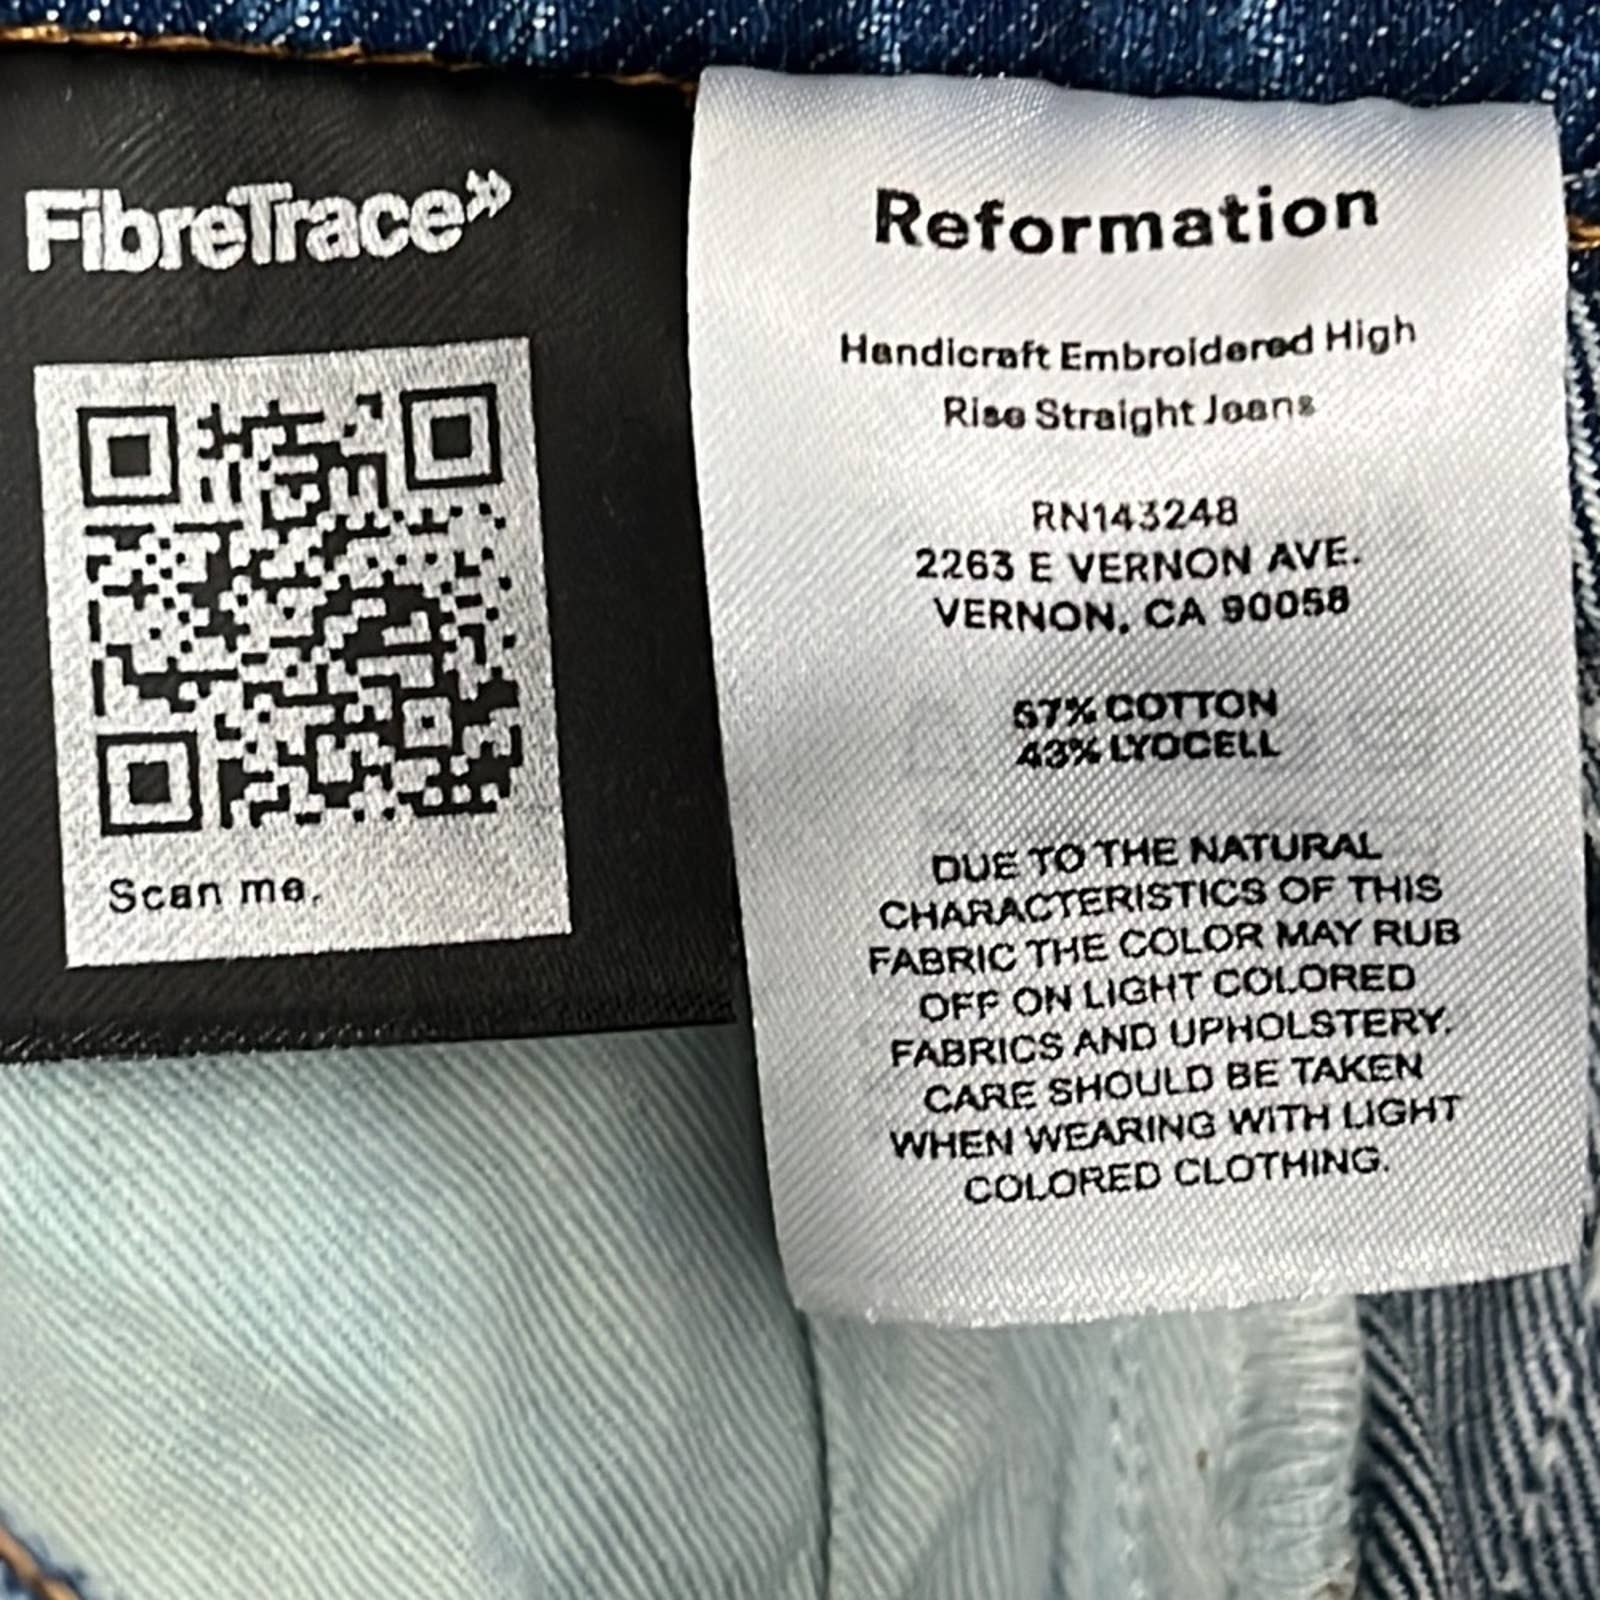 FibreTrace»
Scan me.
Reformation
Handicraft Embroidered High
Rise Straight Jeans
RN143248
2263 E VERNON AVE.
VERNON, CA 90058
57% COTTON
43% LYOCELL
DUE TO THE NATURAL
CHARACTERISTICS OF THIS
FABRIC THE COLOR MAY RUB
OFF ON LIGHT COLORED
FABRICS AND UPHOLSTERY.
CARE SHOULD BE TAKEN
WHEN WEARING WITH LIGHT
COLORED CLOTHING.